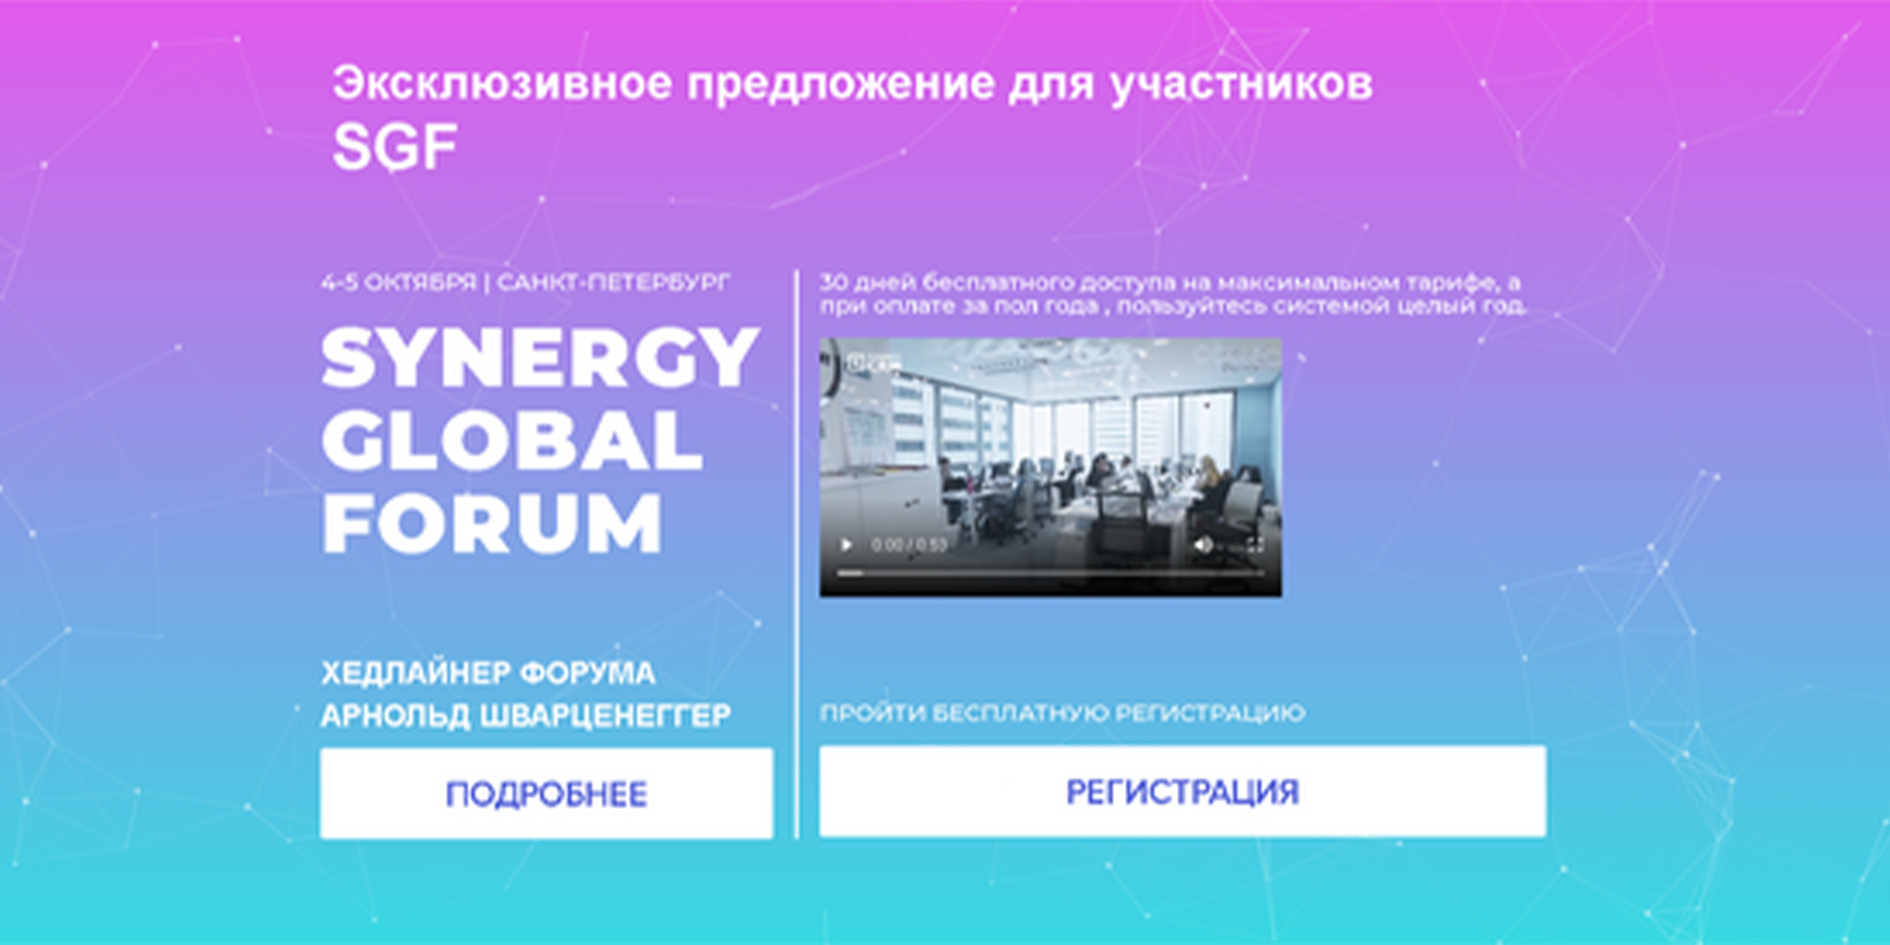 Эксклюзивное предложение для участников
SGF
4-5 ОКТЯБРЯ | САНКТ-ПЕТЕРБУРГ
SYNERGY
GLOBAL
FORUM
ХЕДЛАЙНЕР ФОРУМА
АРНОЛЬД ШВАРЦЕНЕГГЕР
ПОДРОБНЕЕ
30 дней бесплатного доступа на максимальном тарифе, а
при оплате за пол года , пользуйтесь системой целый год.
0:00 / 0:53
ПРОЙТИ БЕСПЛАТНУЮ РЕГИСТРАЦИЮ
РЕГИСТРАЦИЯ